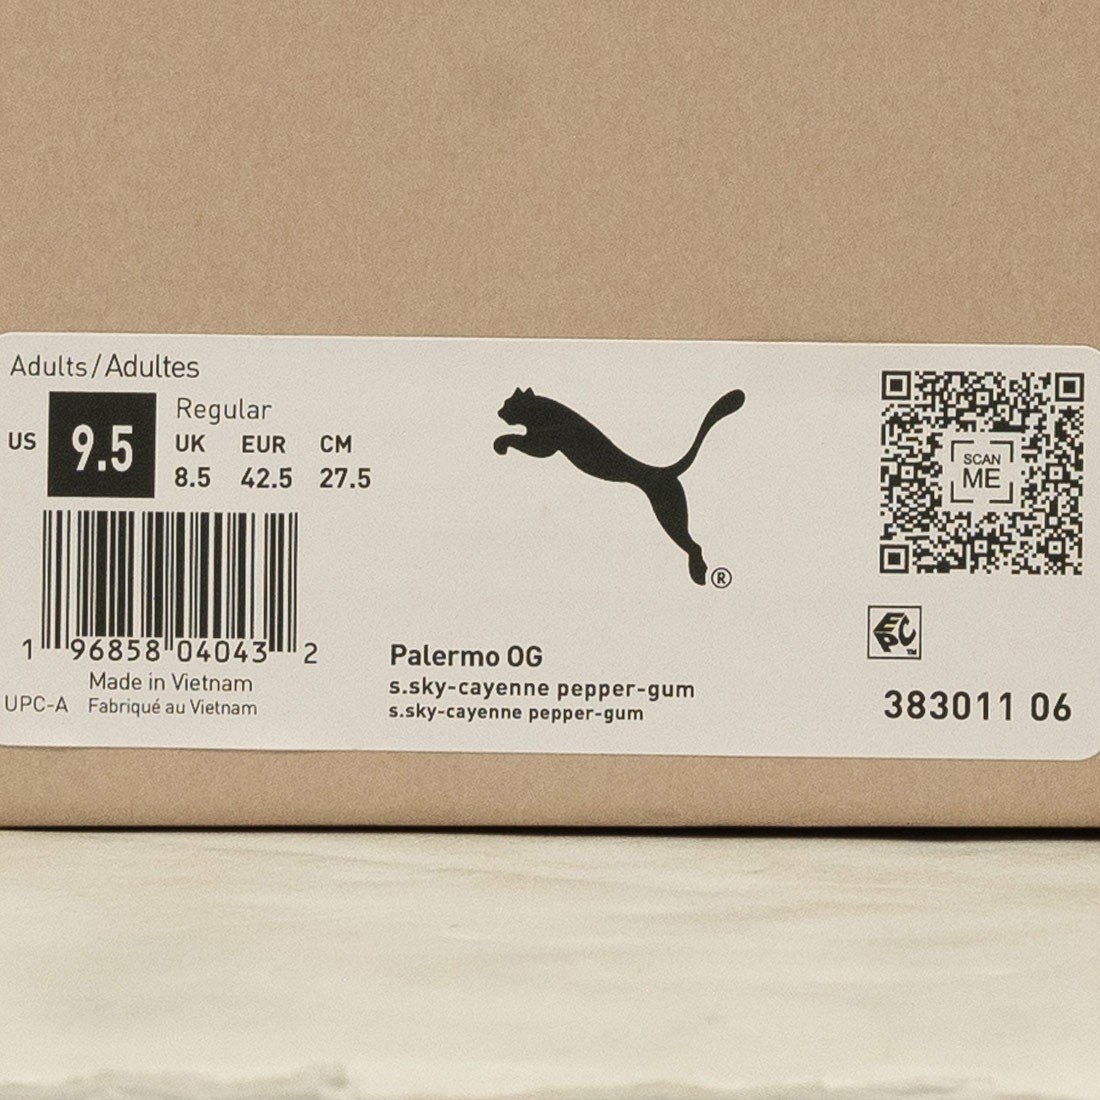 Adults/Adultes
US 9.5
Regular
UK EUR CM
8.5 42.5 27.5
1 96858 04043 2
Made in Vietnam
UPC-A Fabriqué au Vietnam
®
Palermo OG
s.sky-cayenne pepper-gum
s.sky-cayenne pepper-gum
SCAN
ME
EPC™
383011 06